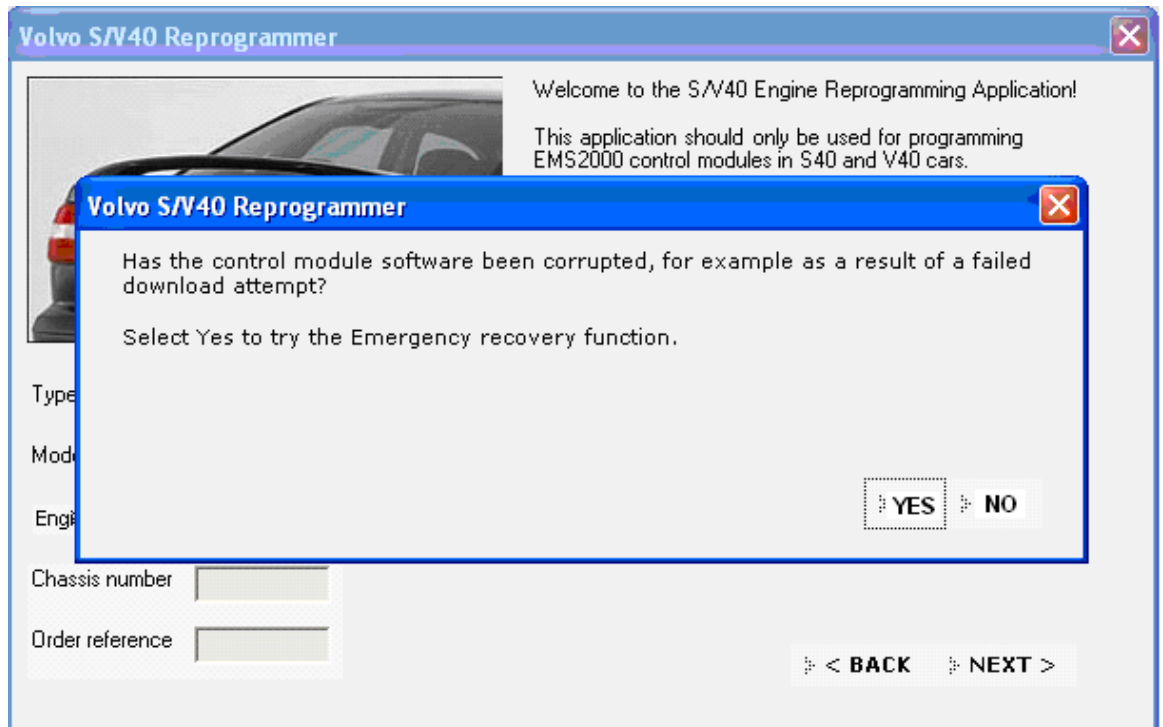 Volvo S/V40 Reprogrammer
Welcome to the S/V40 Engine Reprogramming Application!
This application should only be used for programming
EMS2000 control modules in S40 and V40 cars.
Volvo S/V40 Reprogrammer
Has the control module software been corrupted, for example as a result of a failed
download attempt?
Select Yes to try the Emergency recovery function.
YES NO
Type
Chassis number
Order reference
< BACK NEXT >